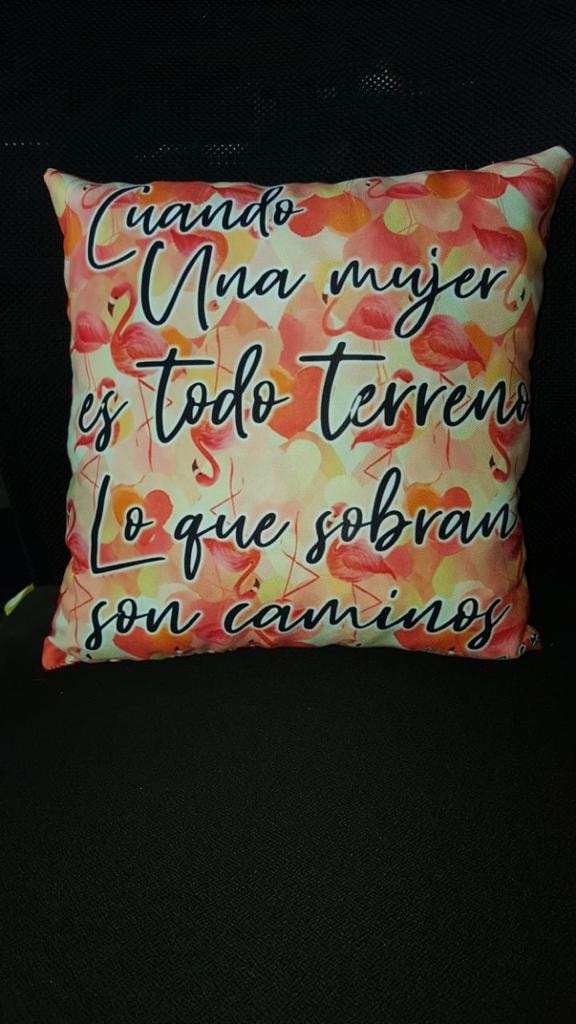 Cuando
Una mujer
es todo terreno
Lo que sobran
son caminos